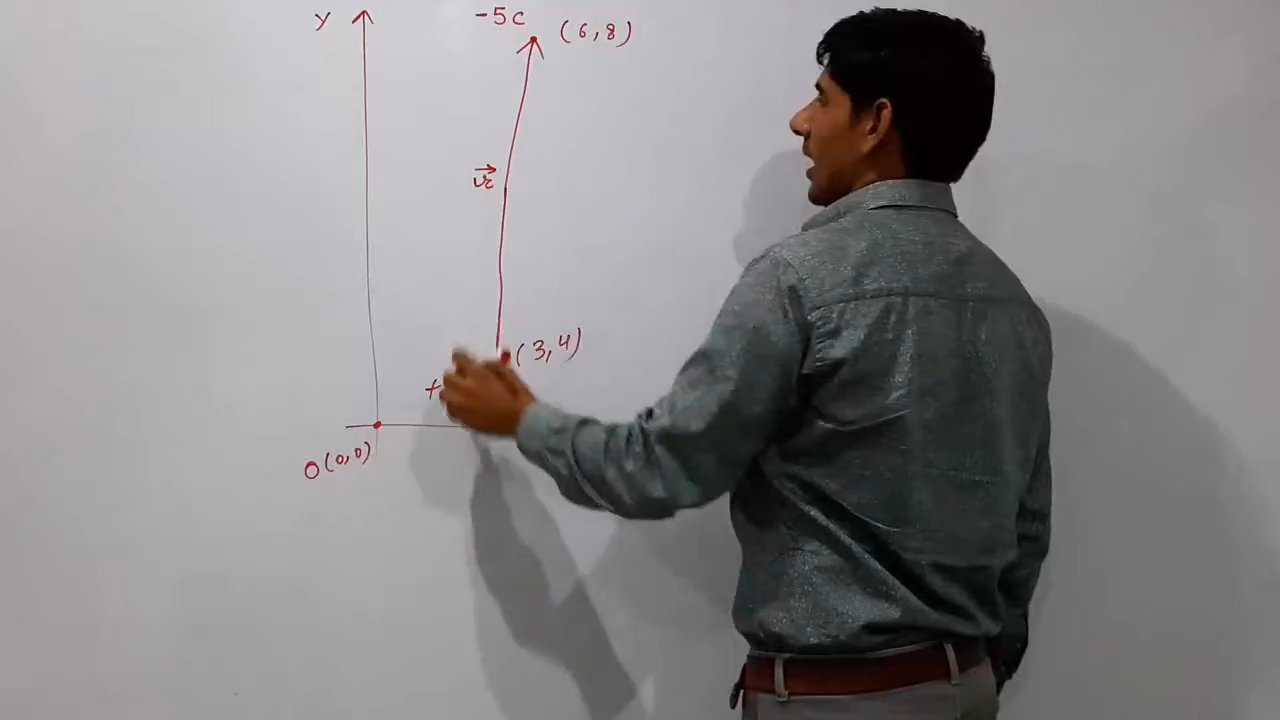 y
-5C
(6,8)
r
(3,4)
+
O(0,0)